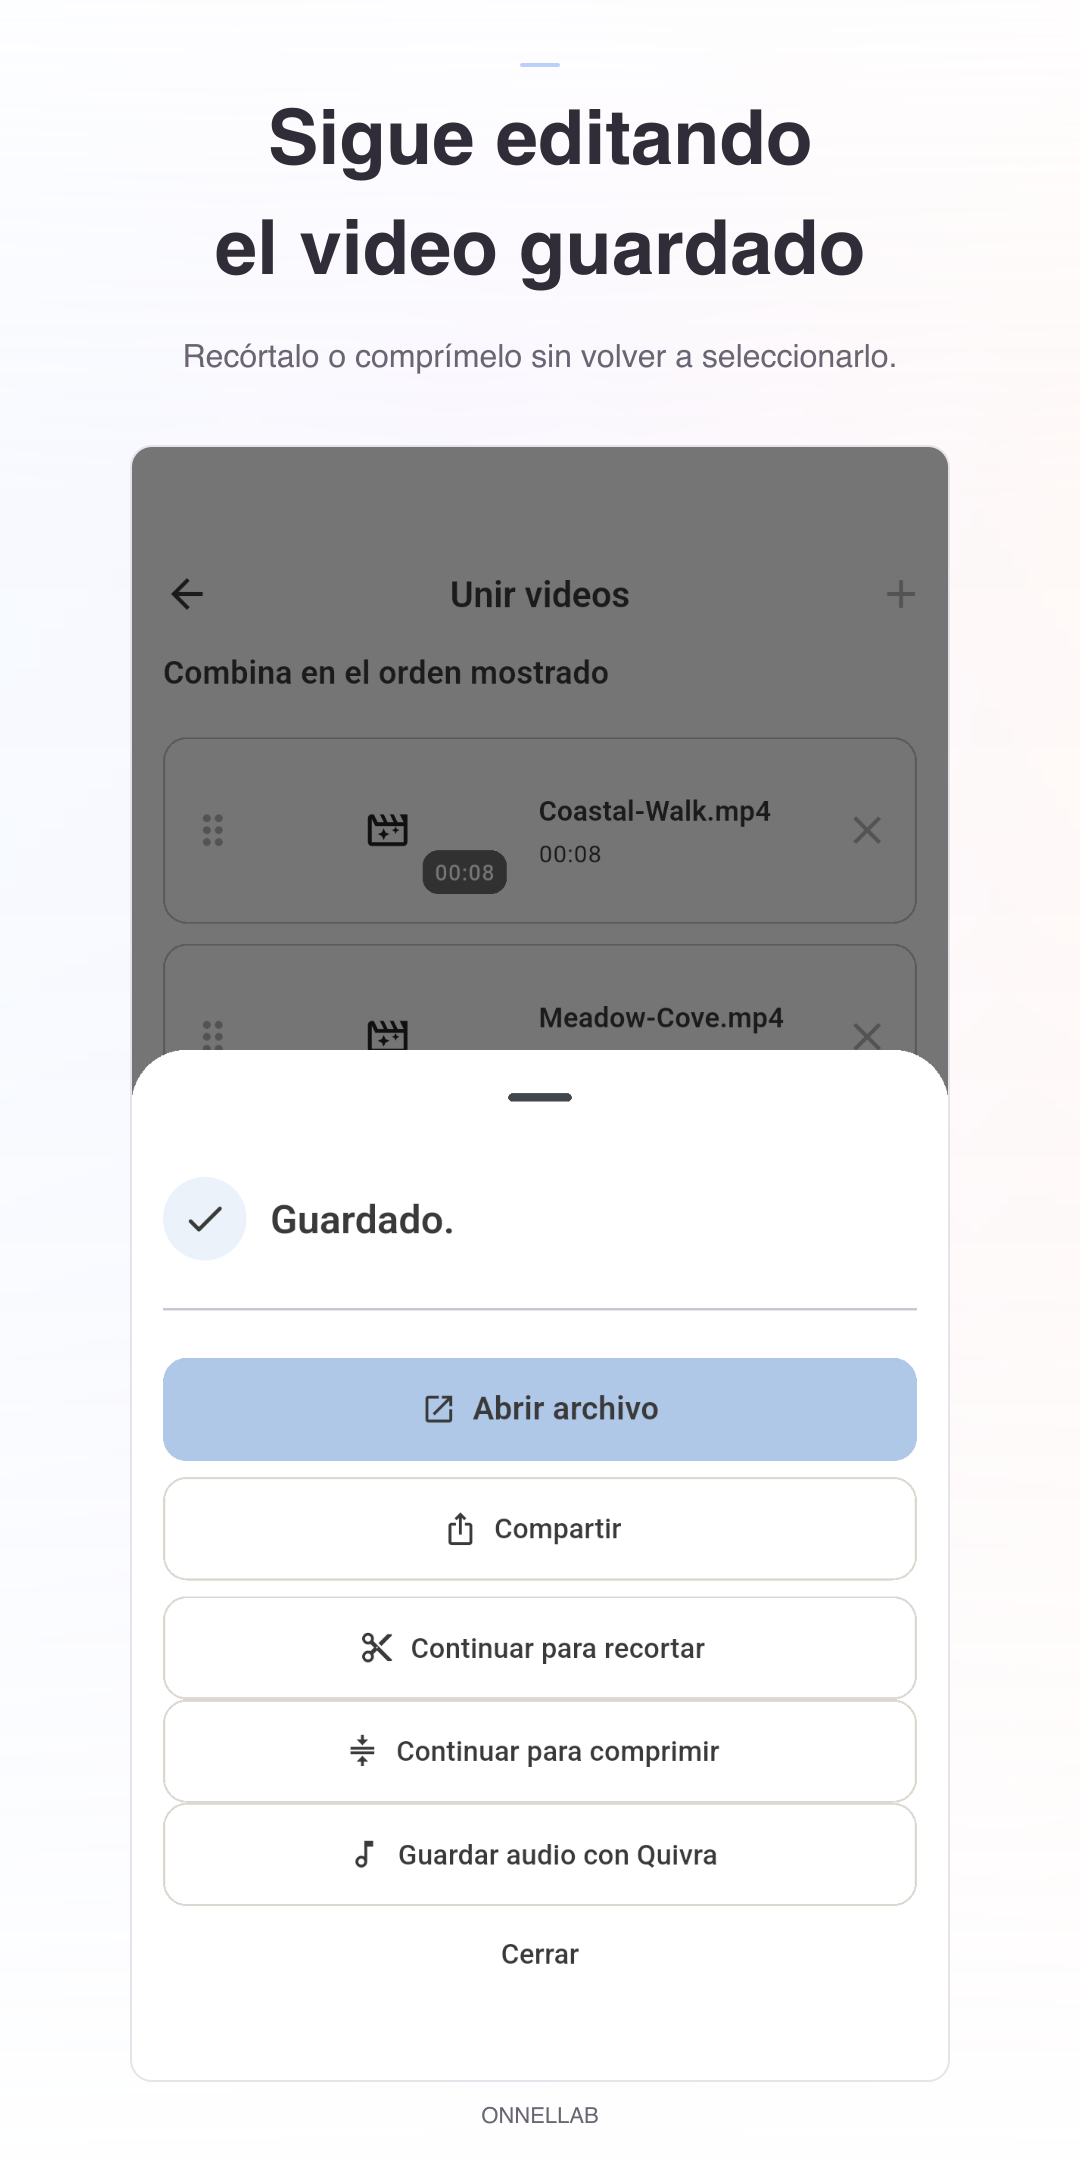 Sigue editando
el video guardado
Recórtalo o comprímelo sin volver a seleccionarlo.
Unir videos
Combina en el orden mostrado
Coastal-Walk.mp4
00:08
00:08
Meadow-Cove.mp4
Guardado.
Abrir archivo
Compartir
Continuar para recortar
Continuar para comprimir
Guardar audio con Quivra
Cerrar
ONNELLAB